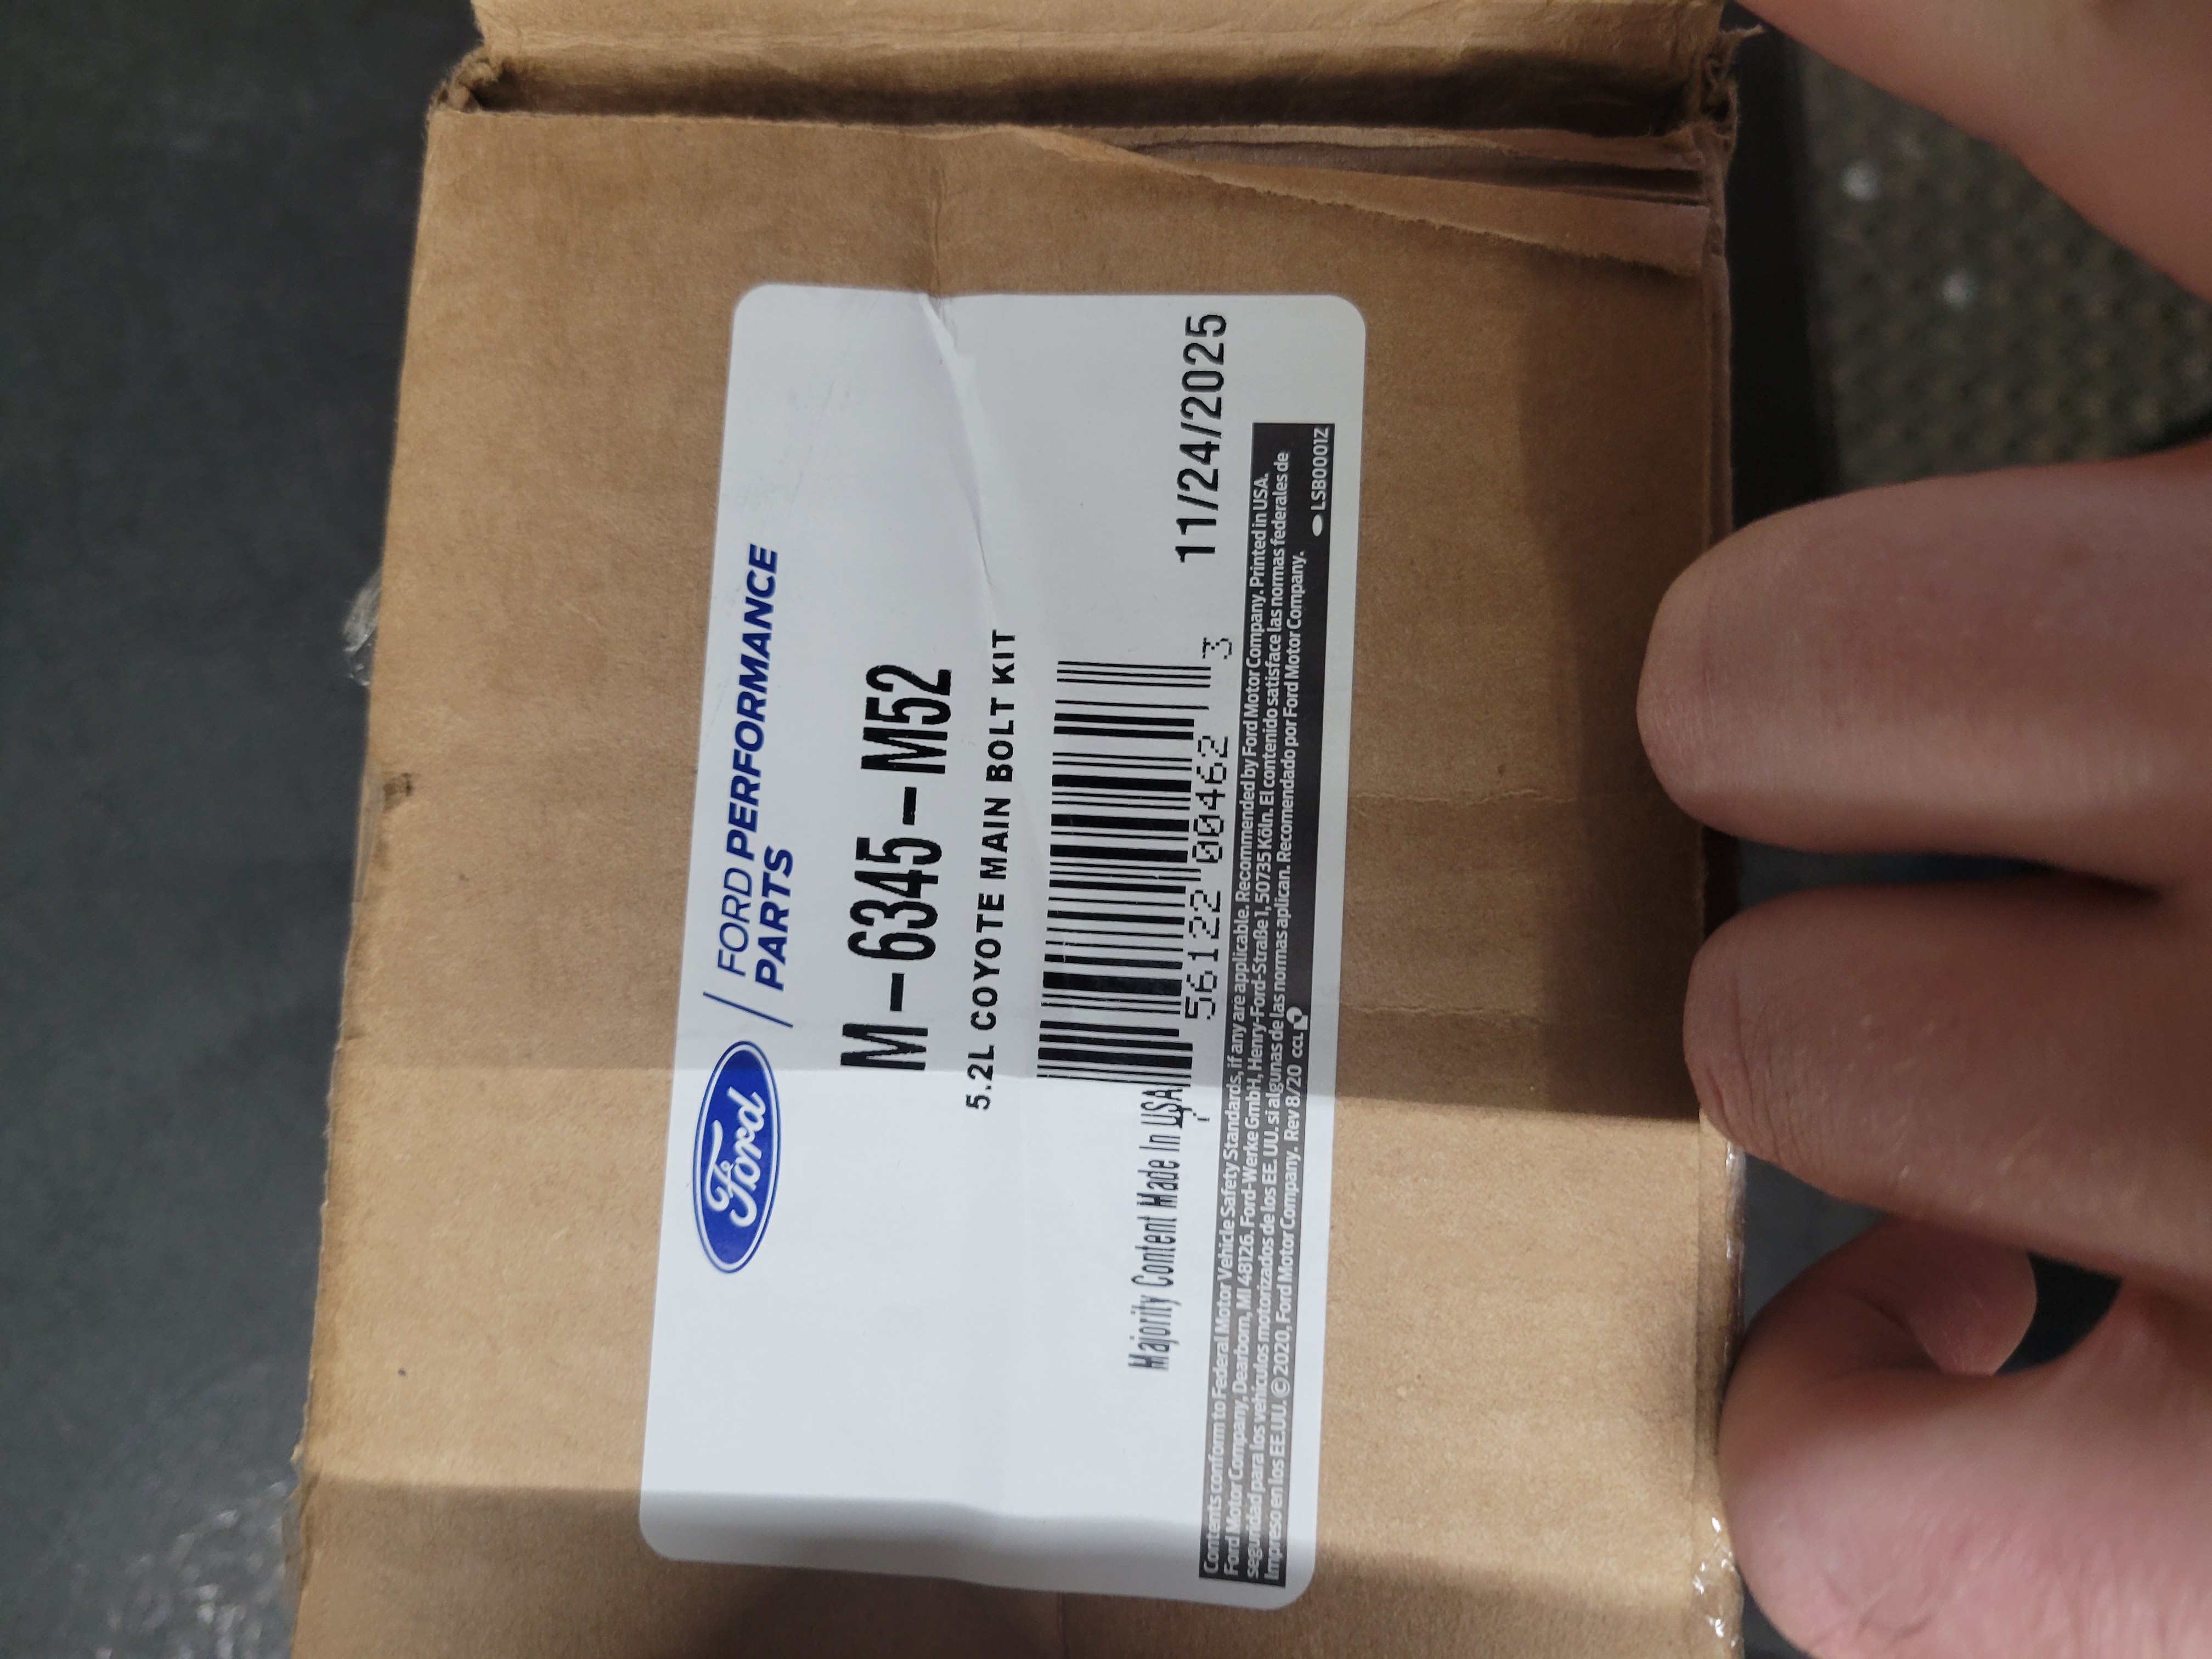 Ford
FORD PERFORMANCE
PARTS
M-6345-M52
5.2L COYOTE MAIN BOLT KIT
Majority Content Made In USA
7 56122 00462 3
11/24/2025
Contents conform to Federal Motor Vehicle Safety Standards, if any are applicable. Recommended by Ford Motor Company. Printed in USA.
Ford Motor Company, Dearborn, MI 48126. Ford-Werke GmbH, Henry-Ford-Straße 1, 50735 Köln. El contenido satisface las normas federales de
seguridad para los vehículos motorizados de los EE. UU. si algunas de las normas aplican. Recomendado por Ford Motor Company.
Impreso en los EE.UU. ©2020, Ford Motor Company. Rev 8/20 CCL
LSB0001Z